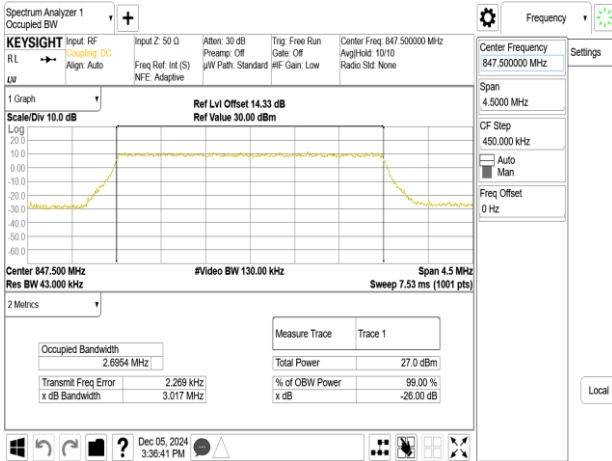 Spectrum Analyzer 1
Occupied BW
Frequency
KEYSIGHT
RL
Input: RF
Coupling: DC
Align: Auto
Input Z: 50 Ω
Freq Ref: Int (S)
NFE: Adaptive
Atten: 30 dB
Preamp: Off
µW Path: Standard
Trig: Free Run
Gate: Off
#IF Gain: Low
Center Freq: 847.500000 MHz
Avg|Hold: 10/10
Radio Std: None
Center Frequency
847.500000 MHz
Settings
Span
4.5000 MHz
CF Step
450.000 kHz
Auto
Man
Freq Offset
0 Hz
Local
1 Graph
Scale/Div 10.0 dB
Ref Lvl Offset 14.33 dB
Ref Value 30.00 dBm
Log
20.0
10.0
0.00
-10.0
-20.0
-30.0
-40.0
-50.0
-60.0
Center 847.500 MHz
Res BW 43.000 kHz
#Video BW 130.00 kHz
Span 4.5 MHz
Sweep 7.53 ms (1001 pts)
2 Metrics
Occupied Bandwidth
2.6954 MHz
Transmit Freq Error 2.269 kHz
x dB Bandwidth 3.017 MHz
Measure Trace Trace 1
Total Power 27.0 dBm
% of OBW Power 99.00 %
x dB -26.00 dB
?
Dec 05, 2024
3:36:41 PM